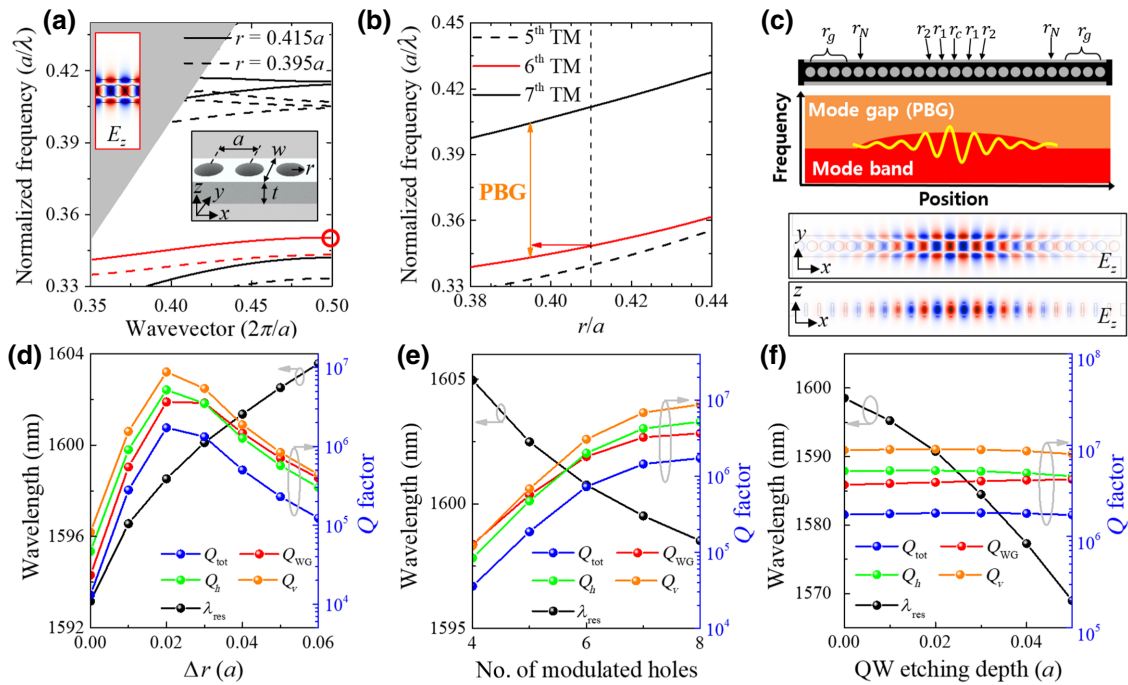 (a)
Normalized frequency (a/λ)
0.42
0.39
0.36
0.33
0.35
0.40
0.45
0.50
Wavevector (2π/a)
E_z
r = 0.415a
r = 0.395a
a
w
r
t
z
y
x
(b)
Normalized frequency (a/λ)
0.45
0.42
0.39
0.36
0.33
0.38
0.40
0.42
0.44
r/a
5th TM
6th TM
7th TM
PBG
(c)
r_g r_N r_2 r_1 r_c r_1 r_2 r_N r_g
Frequency
Mode gap (PBG)
Mode band
Position
y
x
E_z
z
x
E_z
(d)
Wavelength (nm)
1604
1600
1596
1592
0.00 0.02 0.04 0.06
Δr (a)
10^7
10^6
10^5
10^4
Q factor
Q_tot
Q_WG
Q_h
Q_v
λ_res
(e)
Wavelength (nm)
1605
1600
1595
4 6 8
No. of modulated holes
10^8
10^7
10^6
10^5
10^4
Q factor
Q_tot
Q_WG
Q_h
Q_v
λ_res
(f)
Wavelength (nm)
1600
1590
1580
1570
0.00 0.02 0.04
QW etching depth (a)
10^8
10^7
10^6
10^5
Q factor
Q_tot
Q_WG
Q_h
Q_v
λ_res